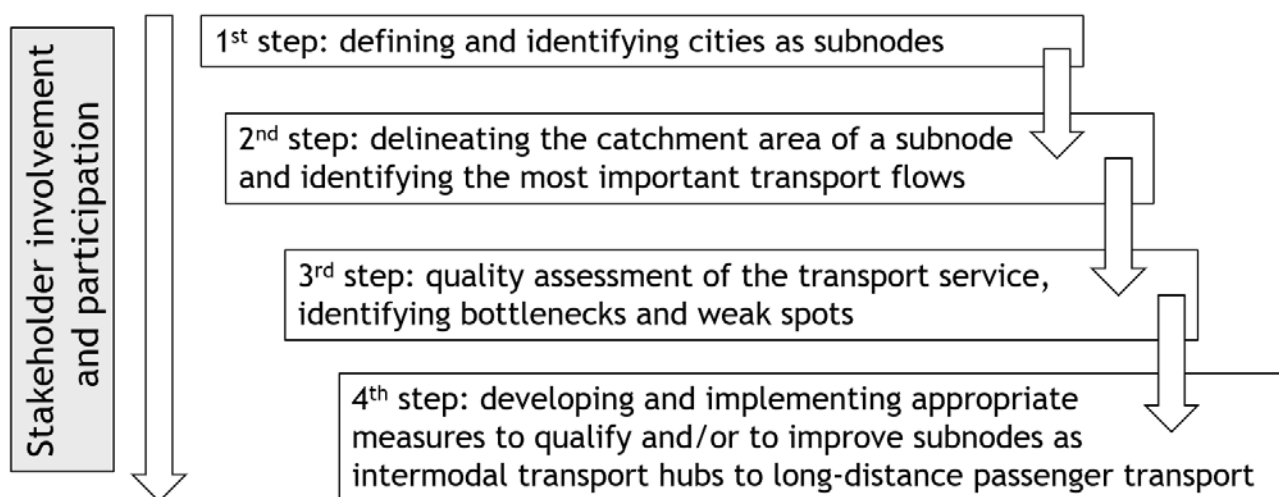 Stakeholder involvement
and participation
1st step: defining and identifying cities as subnodes
2nd step: delineating the catchment area of a subnode
and identifying the most important transport flows
3rd step: quality assessment of the transport service,
identifying bottlenecks and weak spots
4th step: developing and implementing appropriate
measures to qualify and/or to improve subnodes as
intermodal transport hubs to long-distance passenger transport